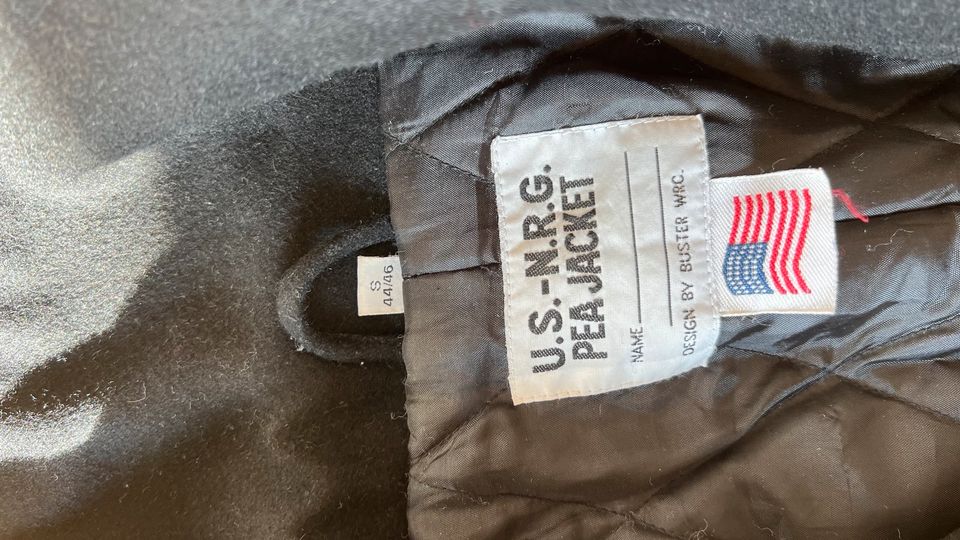 U.S.-N.R.G.
PEA JACKET
NAME
DESIGN BY BUSTER WRC.
S
44/46